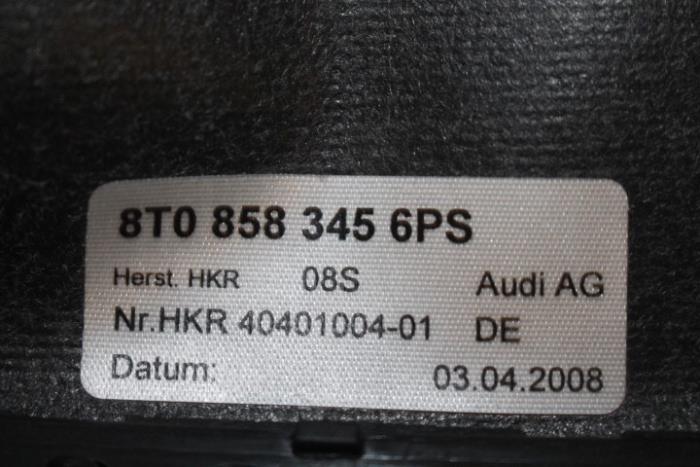 8T0 858 345 6PS
Herst. HKR 08S Audi AG
Nr.HKR 40401004-01 DE
Datum: 03.04.2008